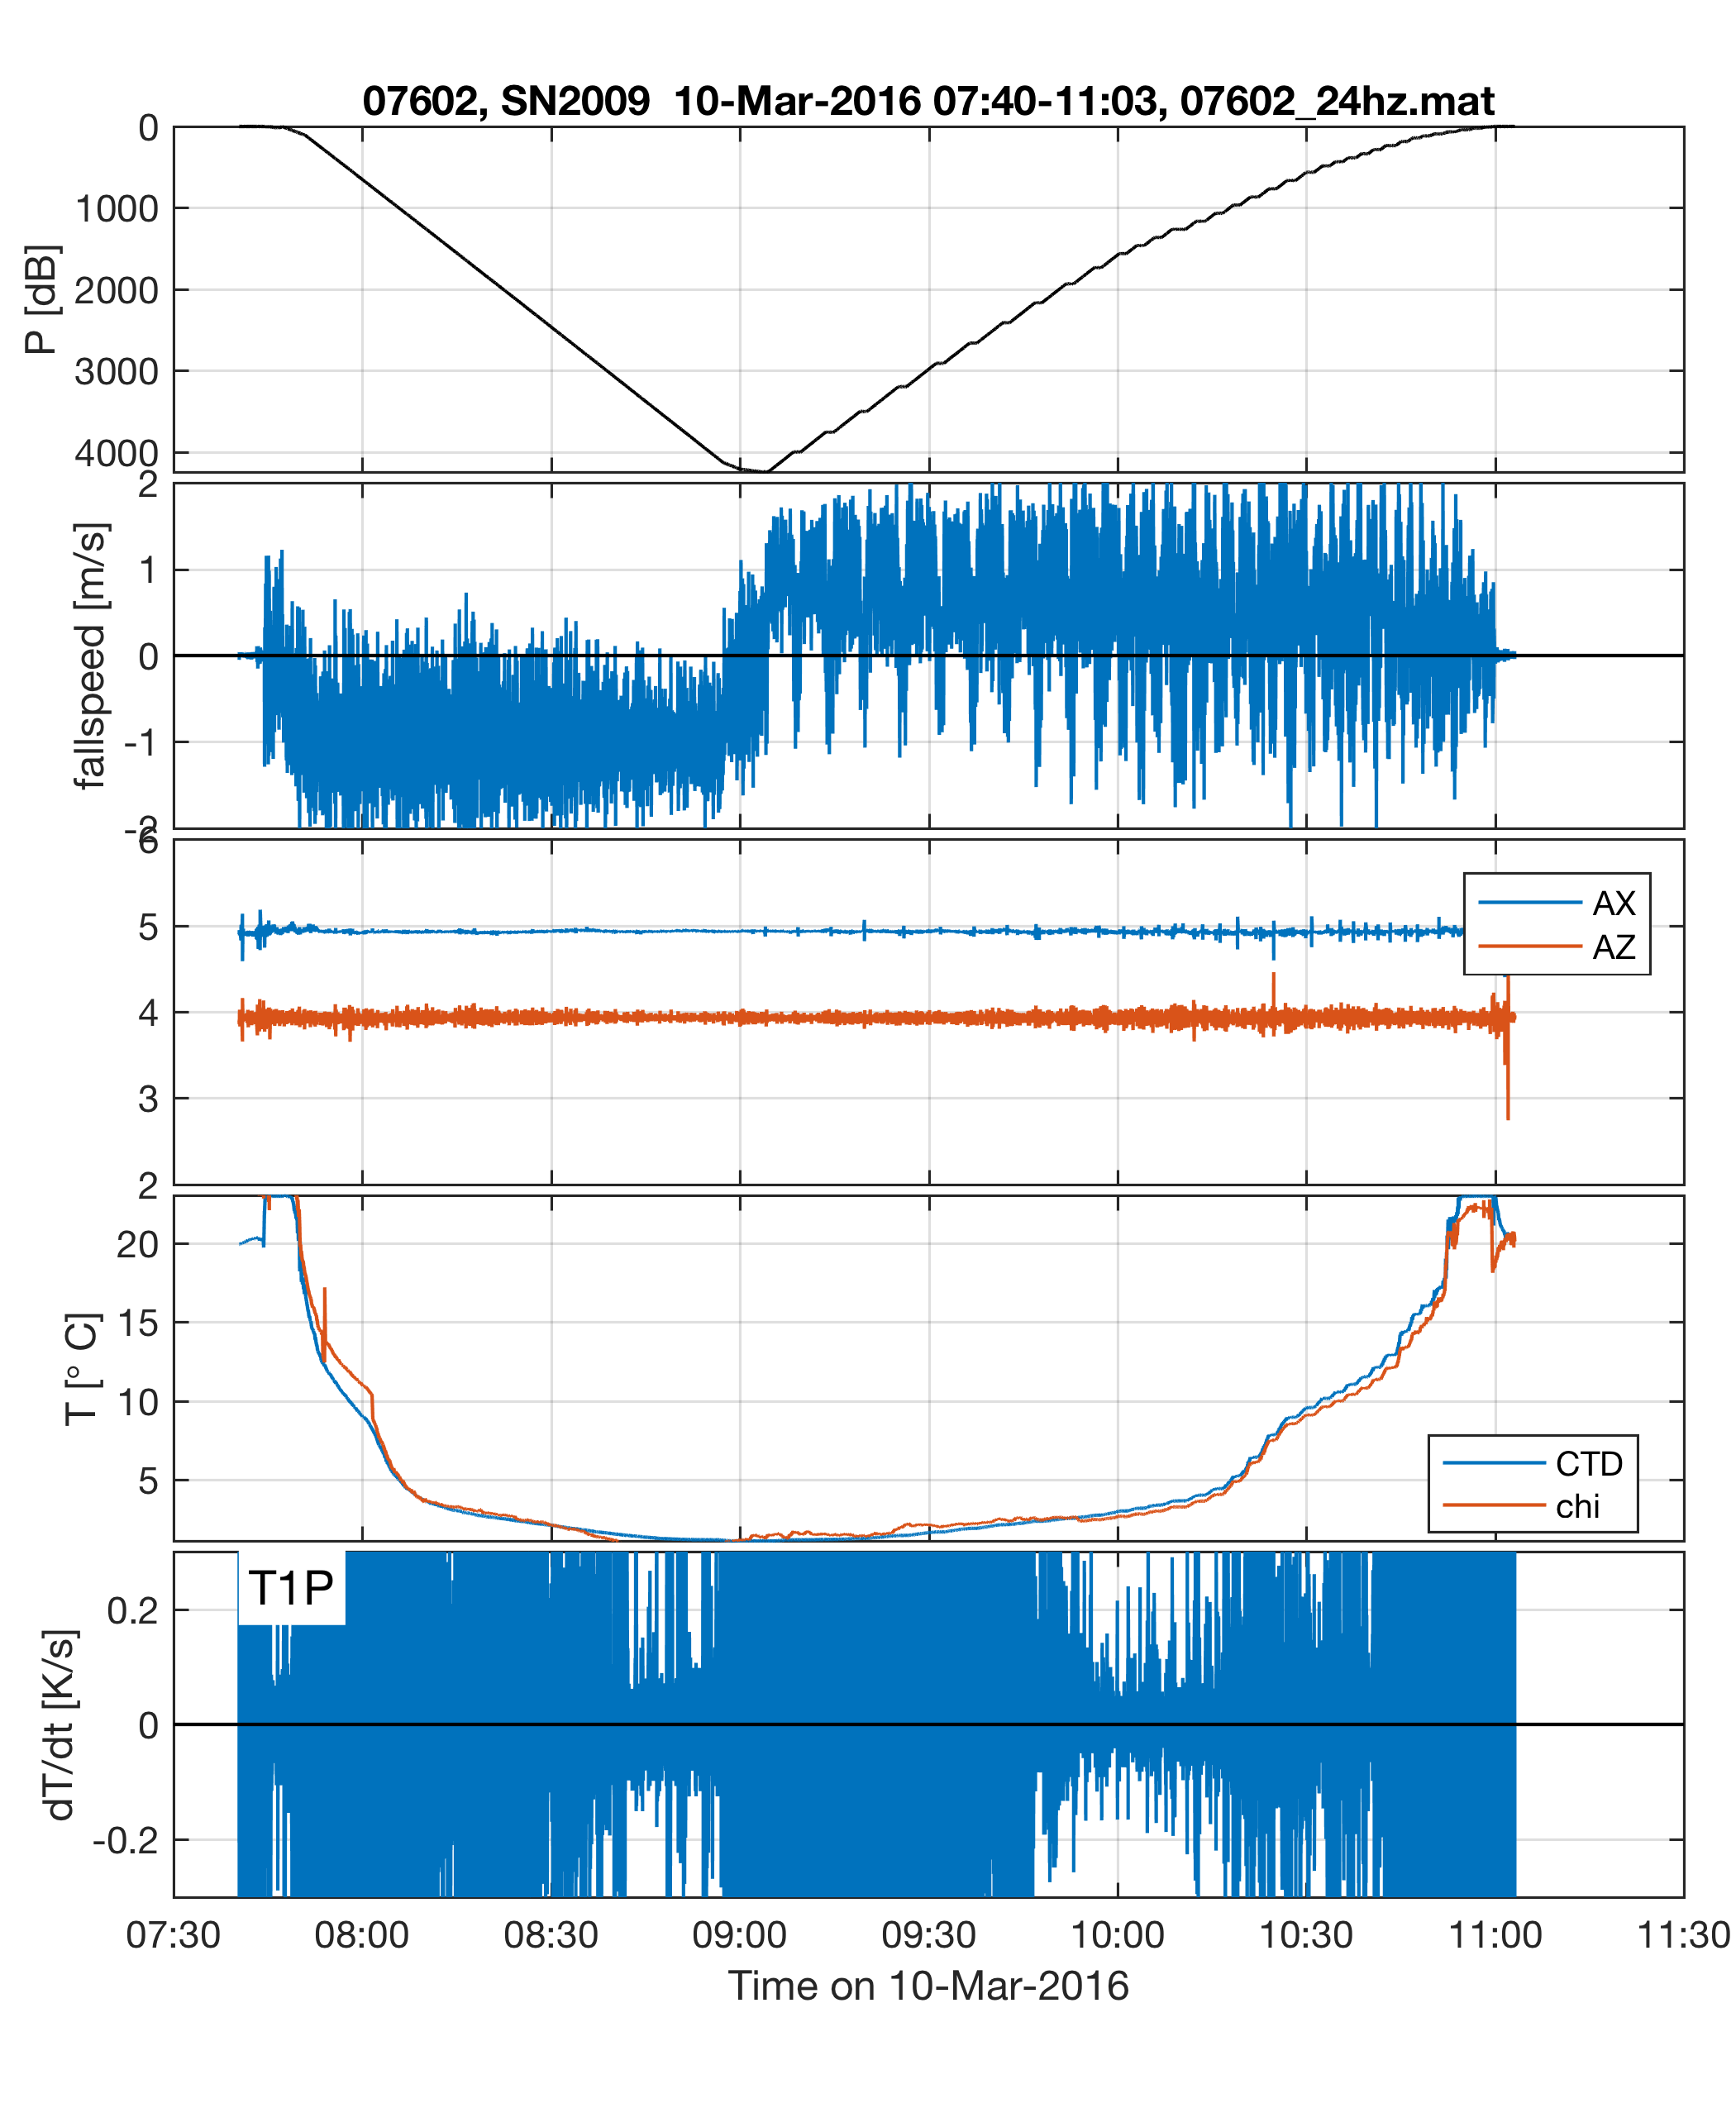 07602, SN2009  10-Mar-2016 07:40-11:03, 07602_24hz.mat
0
1000
2000
3000
4000
P [dB]
2
1
0
-1
-2
fallspeed [m/s]
6
5
4
3
2
AX
AZ
20
15
10
5
T [° C]
CTD
chi
T1P
0.2
0
-0.2
dT/dt [K/s]
07:30 08:00 08:30 09:00 09:30 10:00 10:30 11:00 11:30
Time on 10-Mar-2016